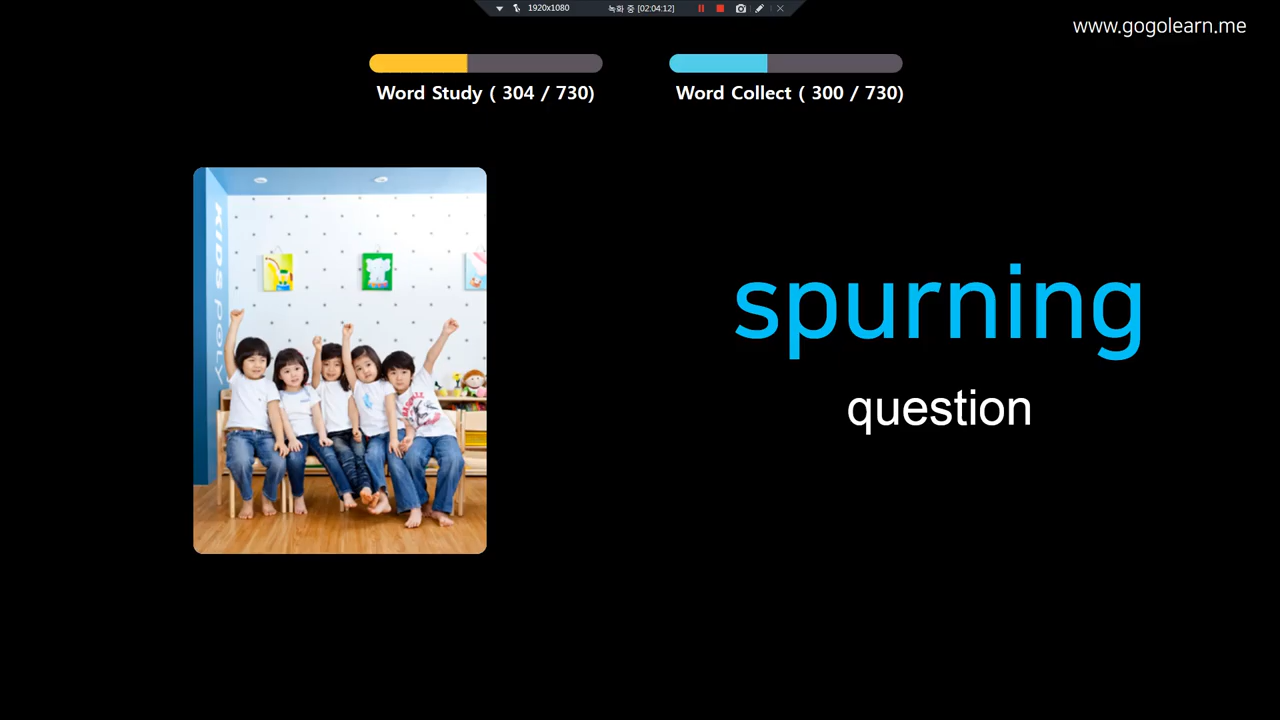 1920x1080
녹화 중 [02:04:12]
www.gogolearn.me
Word Study ( 304 / 730)
Word Collect ( 300 / 730)
KIDS POLY
spurning
question